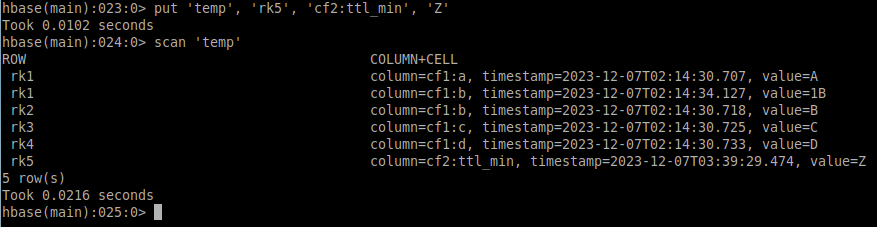 hbase(main):023:0> put 'temp', 'rk5', 'cf2:ttl_min', 'Z'
Took 0.0102 seconds
hbase(main):024:0> scan 'temp'
ROW COLUMN+CELL
rk1 column=cf1:a, timestamp=2023-12-07T02:14:30.707, value=A
rk1 column=cf1:b, timestamp=2023-12-07T02:14:34.127, value=1B
rk2 column=cf1:b, timestamp=2023-12-07T02:14:30.718, value=B
rk3 column=cf1:c, timestamp=2023-12-07T02:14:30.725, value=C
rk4 column=cf1:d, timestamp=2023-12-07T02:14:30.733, value=D
rk5 column=cf2:ttl_min, timestamp=2023-12-07T03:39:29.474, value=Z
5 row(s)
Took 0.0216 seconds
hbase(main):025:0>